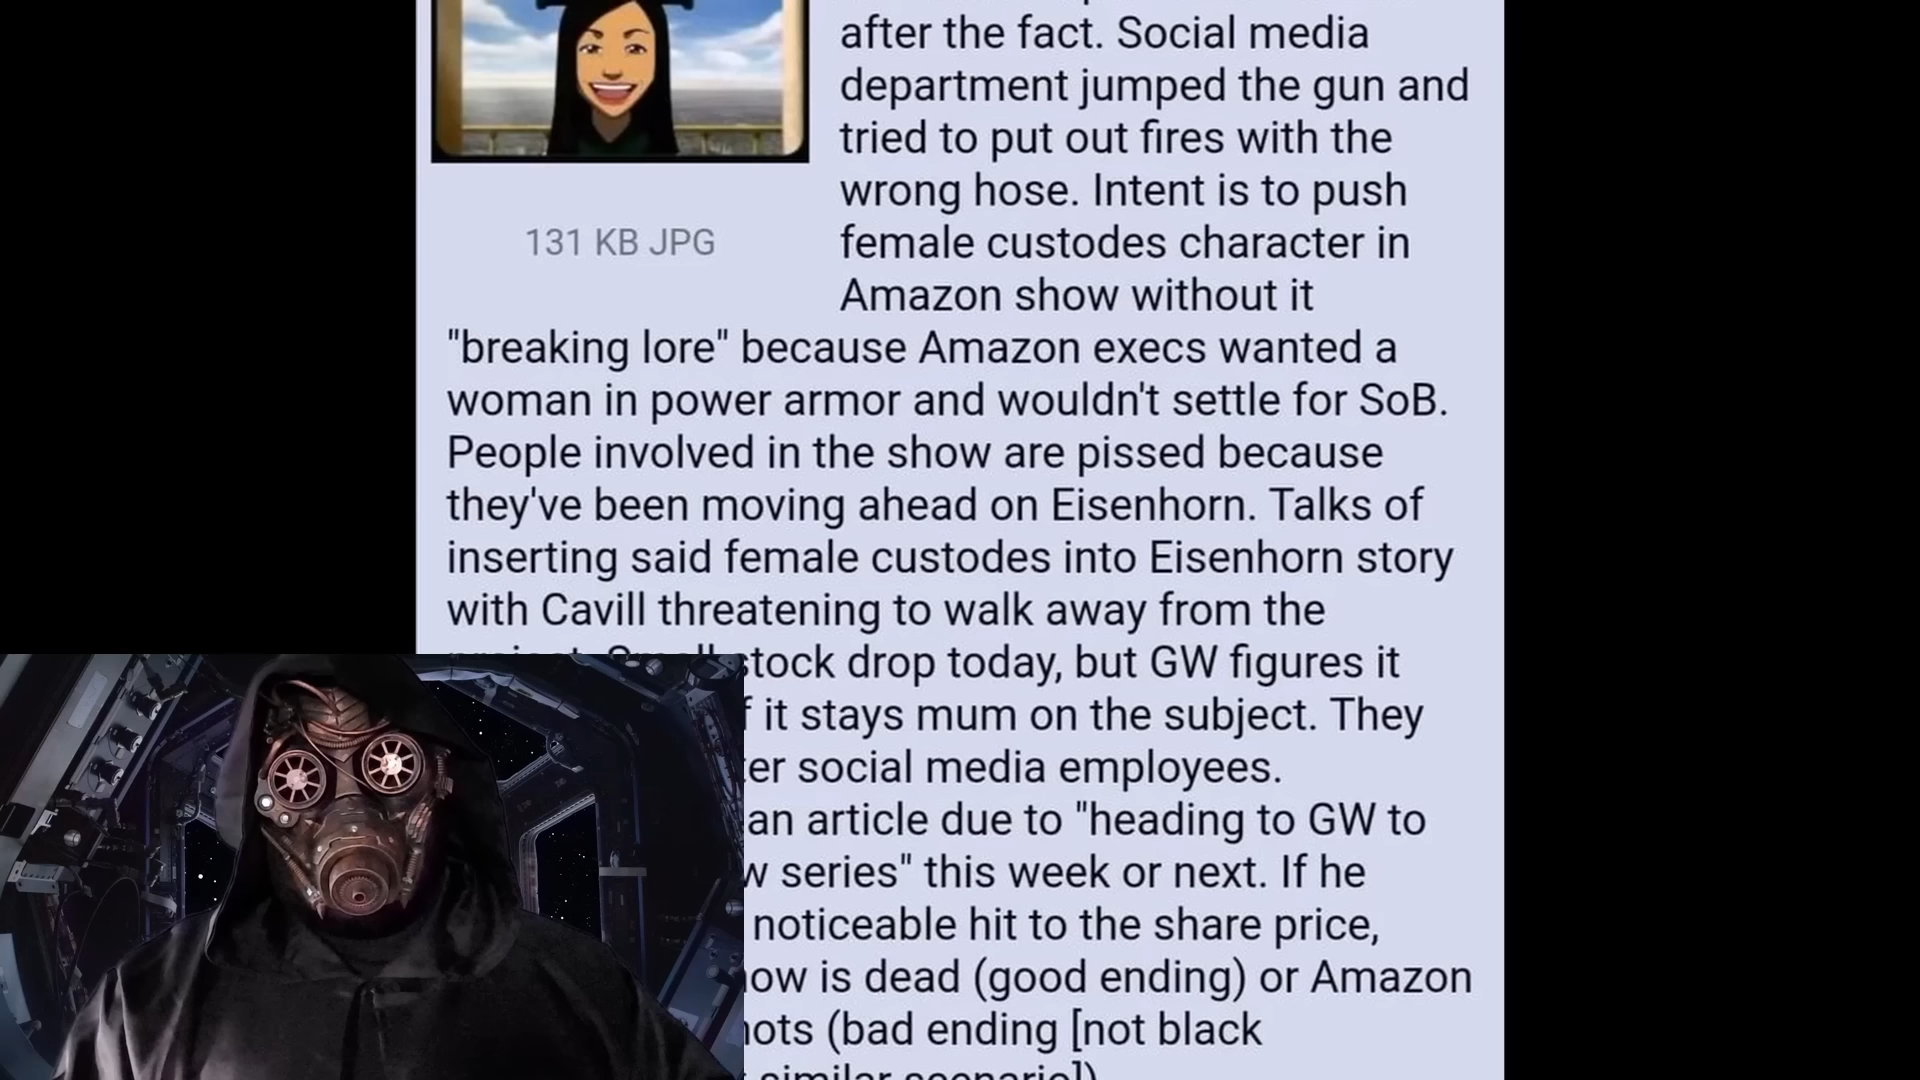 after the fact. Social media
department jumped the gun and
tried to put out fires with the
wrong hose. Intent is to push
131 KB JPG
female custodes character in
Amazon show without it
"breaking lore" because Amazon execs wanted a
woman in power armor and wouldn't settle for SoB.
People involved in the show are pissed because
they've been moving ahead on Eisenhorn. Talks of
inserting said female custodes into Eisenhorn story
with Cavill threatening to walk away from the
stock drop today, but GW figures it
it stays mum on the subject. They
social media employees.
an article due to "heading to GW to
series" this week or next. If he
noticeable hit to the share price,
is dead (good ending) or Amazon
(bad ending [not black
similar scenario])